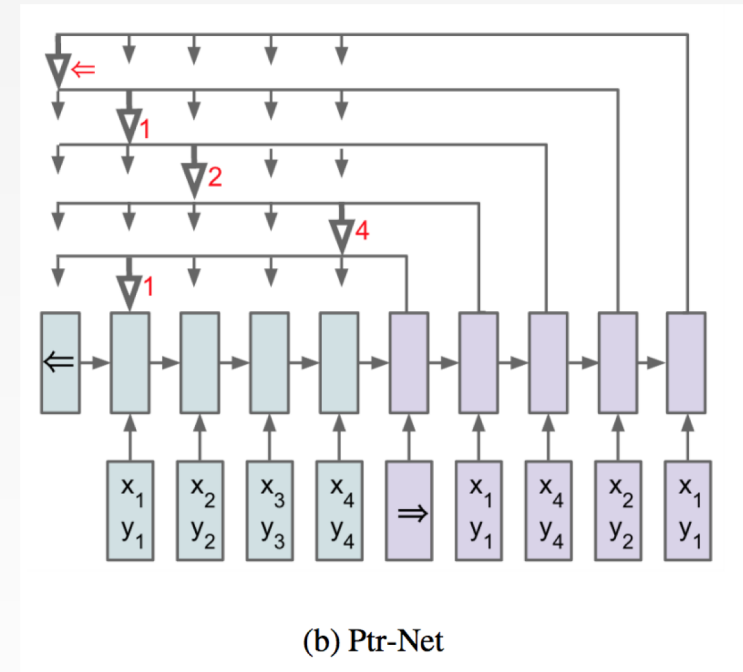 ⇐
1
2
4
1
⇐
x1 x2 x3 x4 ⇒ x1 x4 x2 x1
y1 y2 y3 y4 y1 y4 y2 y1
(b) Ptr-Net